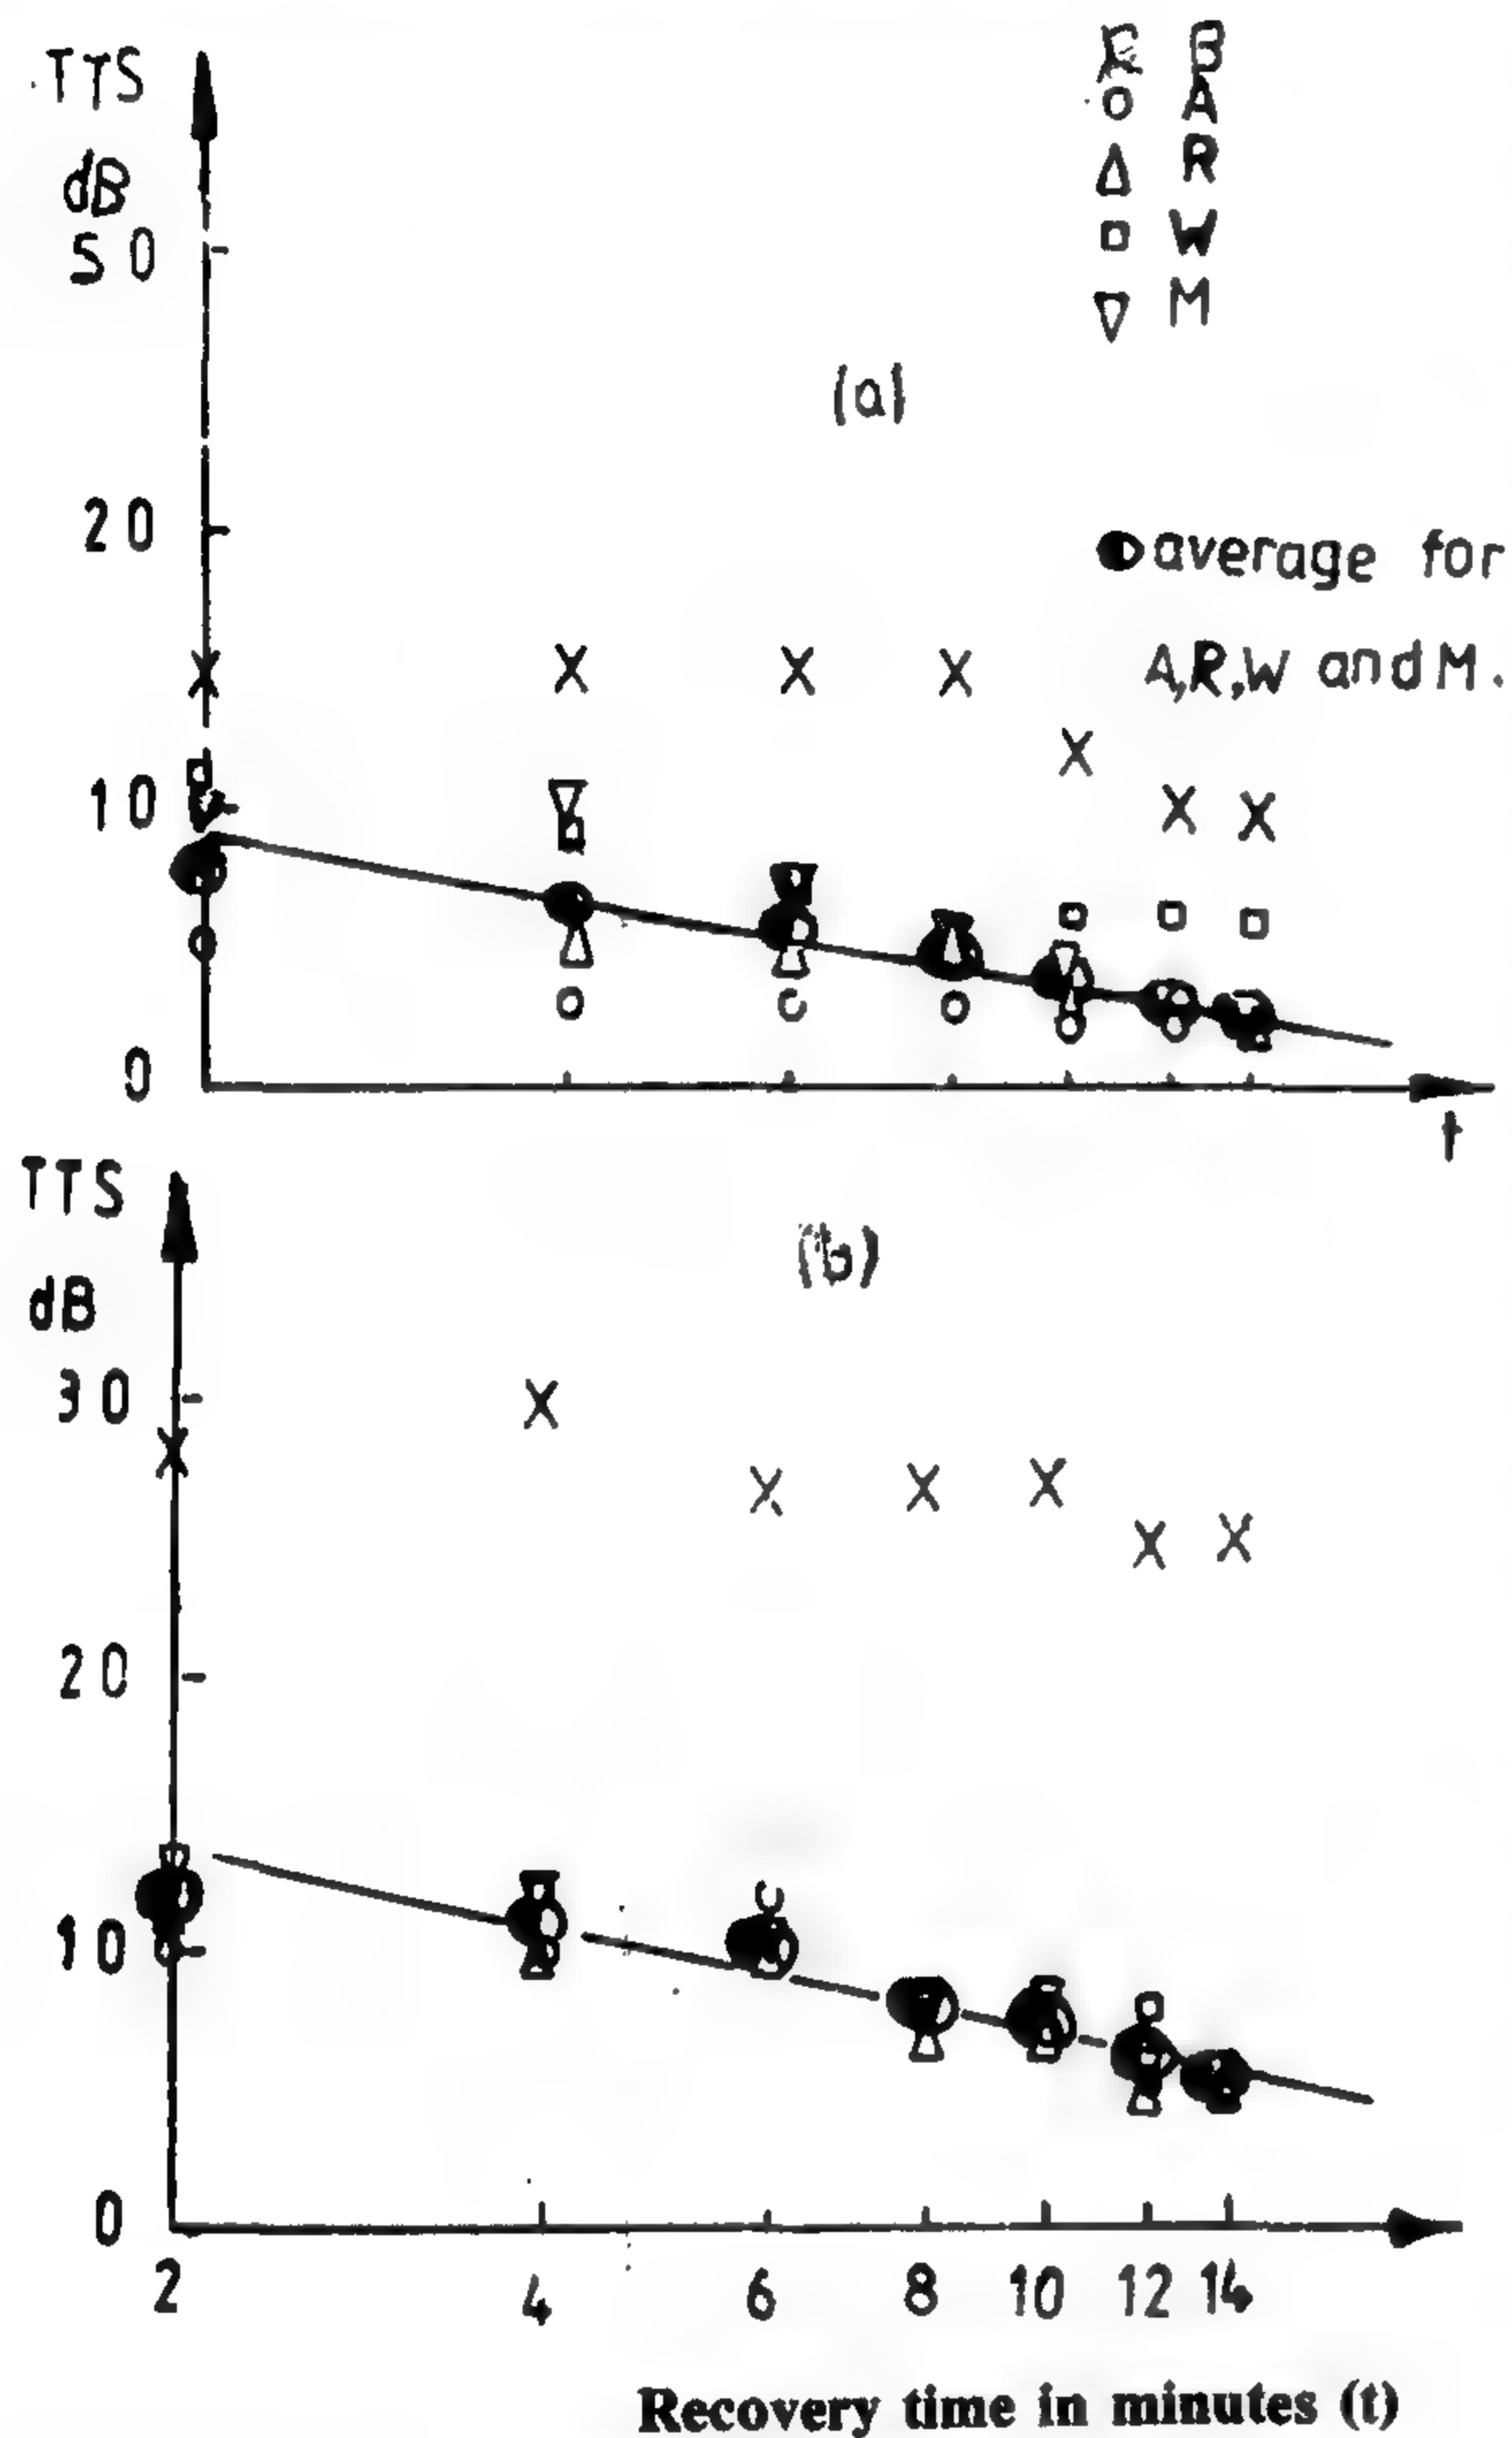 TTS
dB
50
20
10
0
B
A
R
W
M
(a)
average for
A,R,W and M.
t
TTS
dB
30
20
10
0
(b)
2 4 6 8 10 12 14
Recovery time in minutes (t)